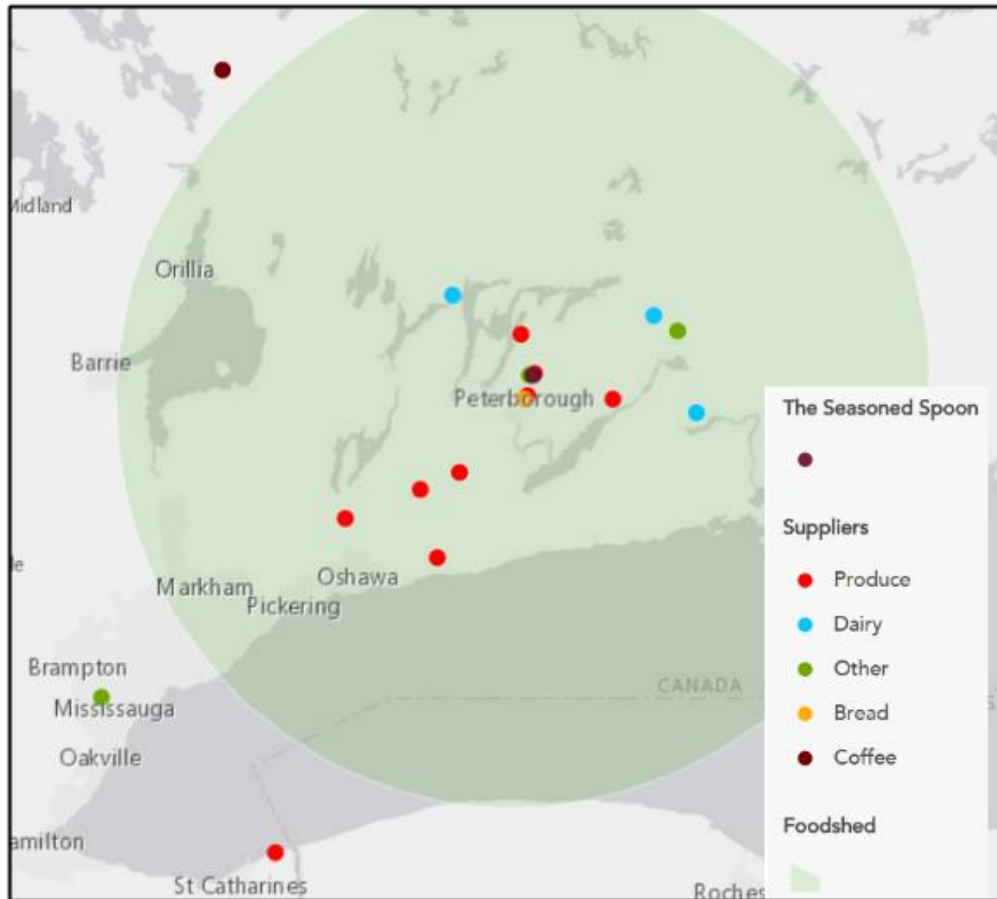 Midland
Orillia
Barrie
Peterborough
The Seasoned Spoon
Suppliers
Produce
Oshawa
Markham
Pickering
Dairy
Brampton
Other
CANADA
Mississauga
Bread
Oakville
Coffee
Foodshed
amilton
St Catharines
Roches